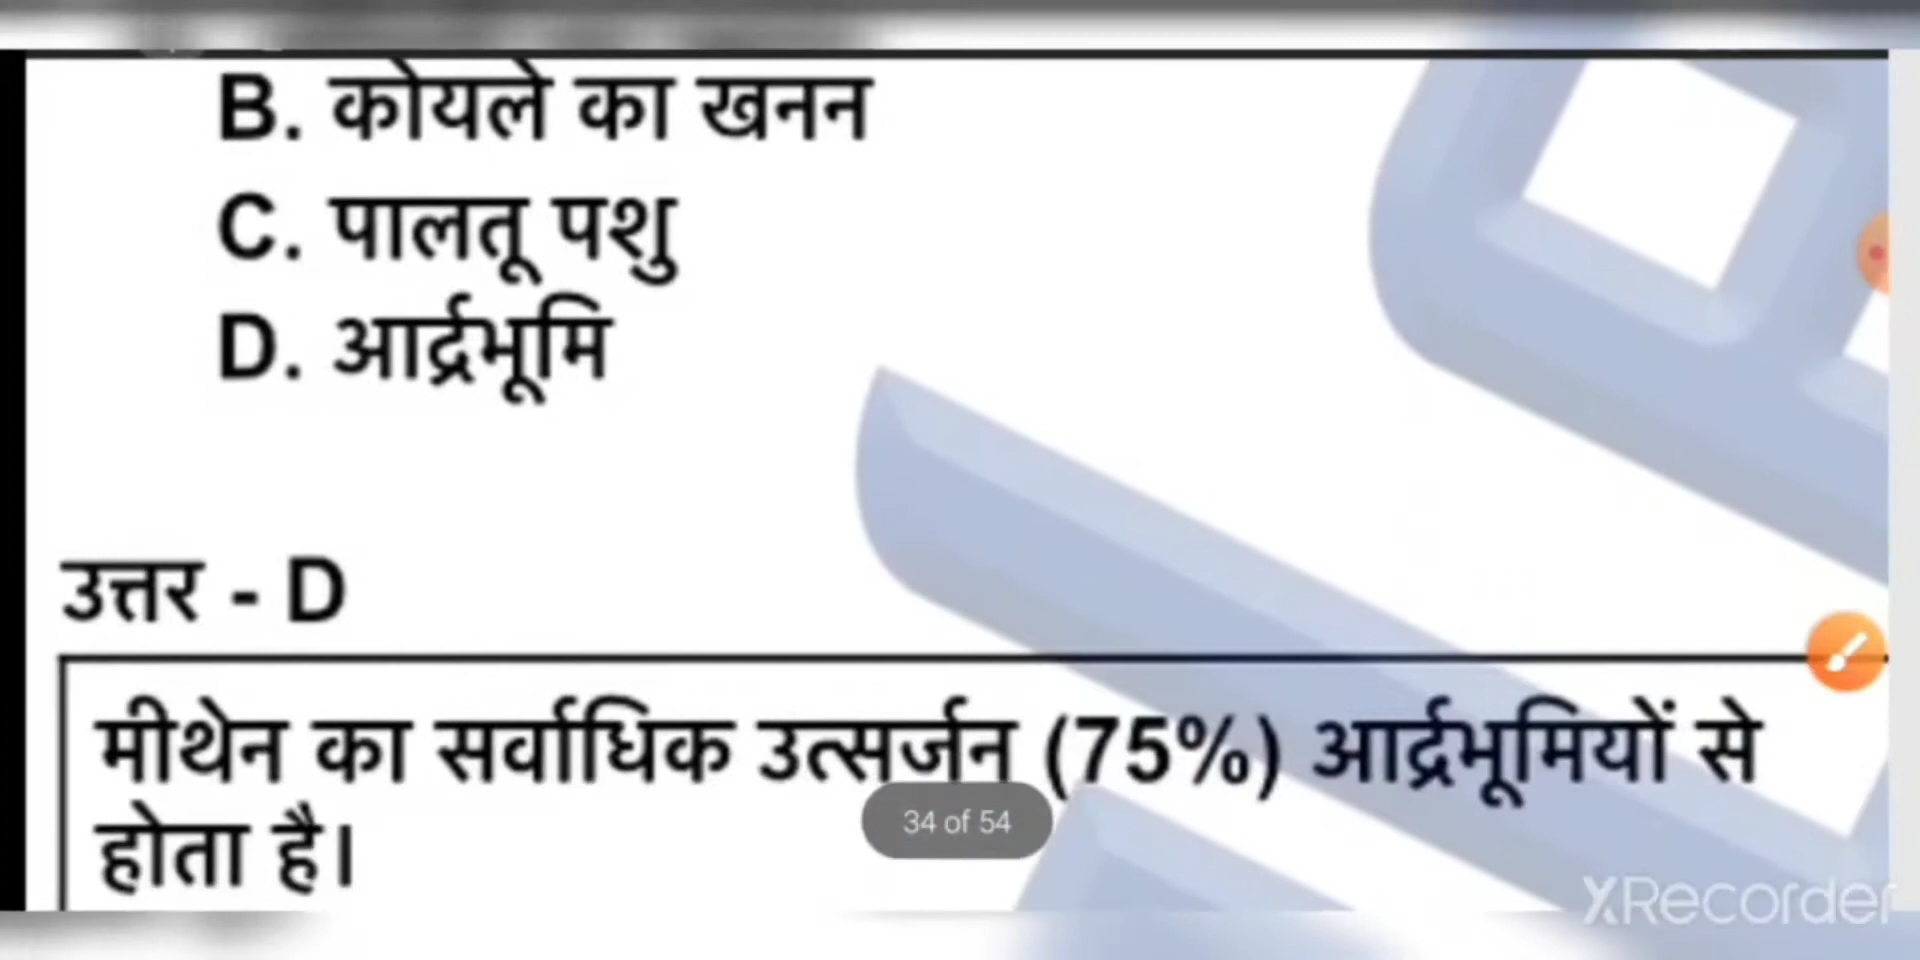 B. कोयले का खनन
C. पालतू पशु
D. आर्द्रभूमि
उत्तर - D
मीथेन का सर्वाधिक उत्सर्जन (75%) आर्द्रभूमियों से
होता है।
34 of 54
XRecorder